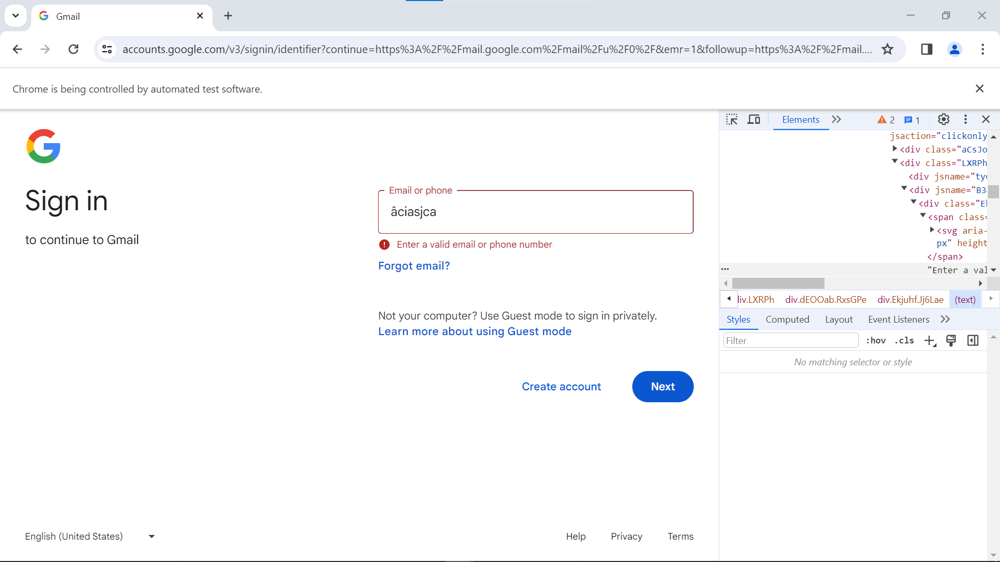 Gmail
accounts.google.com/v3/signin/identifier?continue=https%3A%2F%2Fmail.google.com%2Fmail%2Fu%2F0%2F&emr=1&followup=https%3A%2F%2Fmail....
Chrome is being controlled by automated test software.
Sign in
to continue to Gmail
Email or phone
âciasjca
Enter a valid email or phone number
Forgot email?
Not your computer? Use Guest mode to sign in privately.
Learn more about using Guest mode
Create account
Next
English (United States)
Help
Privacy
Terms
Elements
2
1
jsaction="clickonly
<div class="aCsJo
<div class="LXRPh
<div jsname="ty
<div jsname="B3
<div class="E
<span class=
<svg aria-
px" height
</span>
"Enter a val
iv.LXRPh div.dEOOab.RxsGPe div.Ekjuhf.Jj6Lae (text)
Styles Computed Layout Event Listeners
Filter
:hov .cls
No matching selector or style